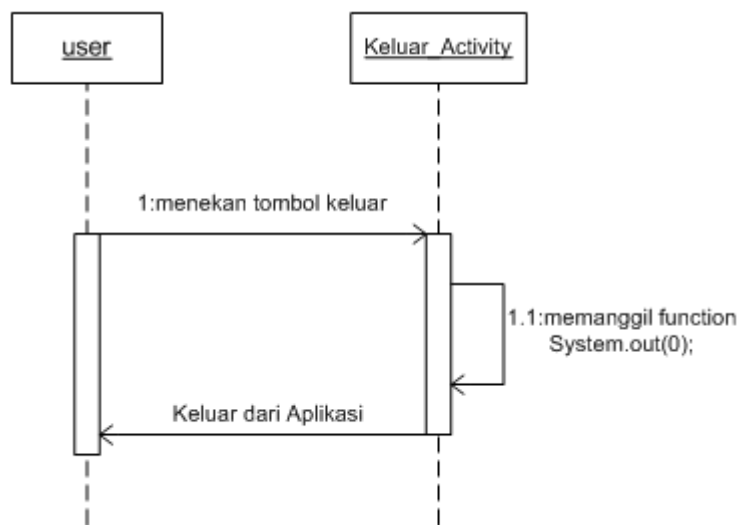 user
Keluar_Activity
1:menekan tombol keluar
1.1:memanggil function
System.out(0);
Keluar dari Aplikasi